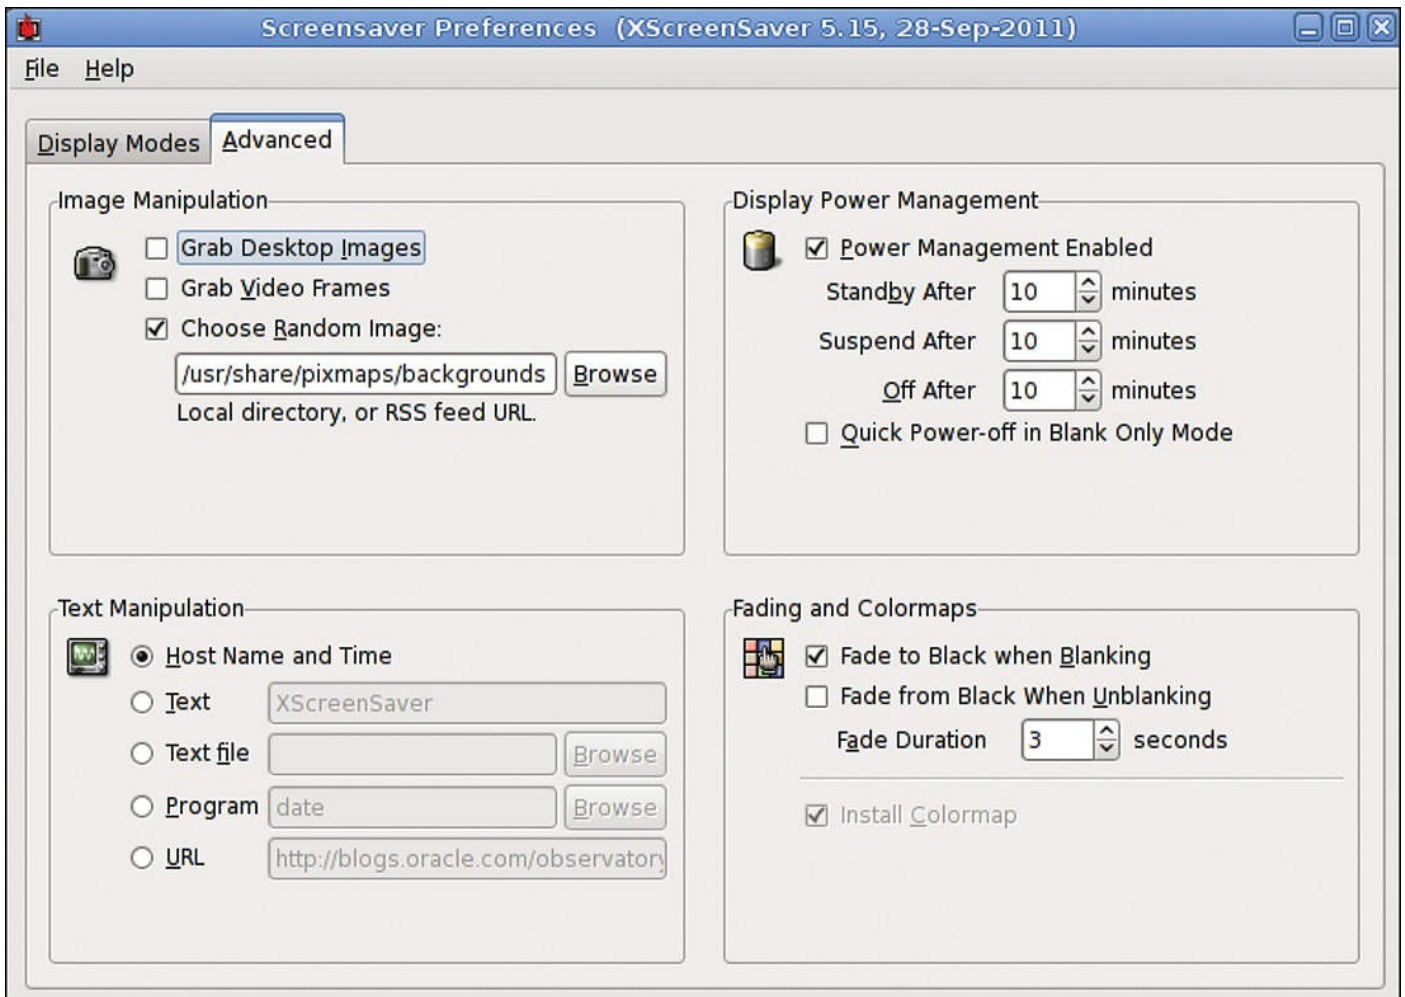 Screensaver Preferences (XScreenSaver 5.15, 28-Sep-2011)
File Help
Display Modes Advanced
Image Manipulation
Grab Desktop Images
Grab Video Frames
Choose Random Image:
/usr/share/pixmaps/backgrounds Browse
Local directory, or RSS feed URL.
Display Power Management
Power Management Enabled
Standby After 10 minutes
Suspend After 10 minutes
Off After 10 minutes
Quick Power-off in Blank Only Mode
Text Manipulation
Host Name and Time
Text XScreenSaver
Text file Browse
Program date Browse
URL http://blogs.oracle.com/observatory
Fading and Colormaps
Fade to Black when Blanking
Fade from Black When Unblanking
Fade Duration 3 seconds
Install Colormap